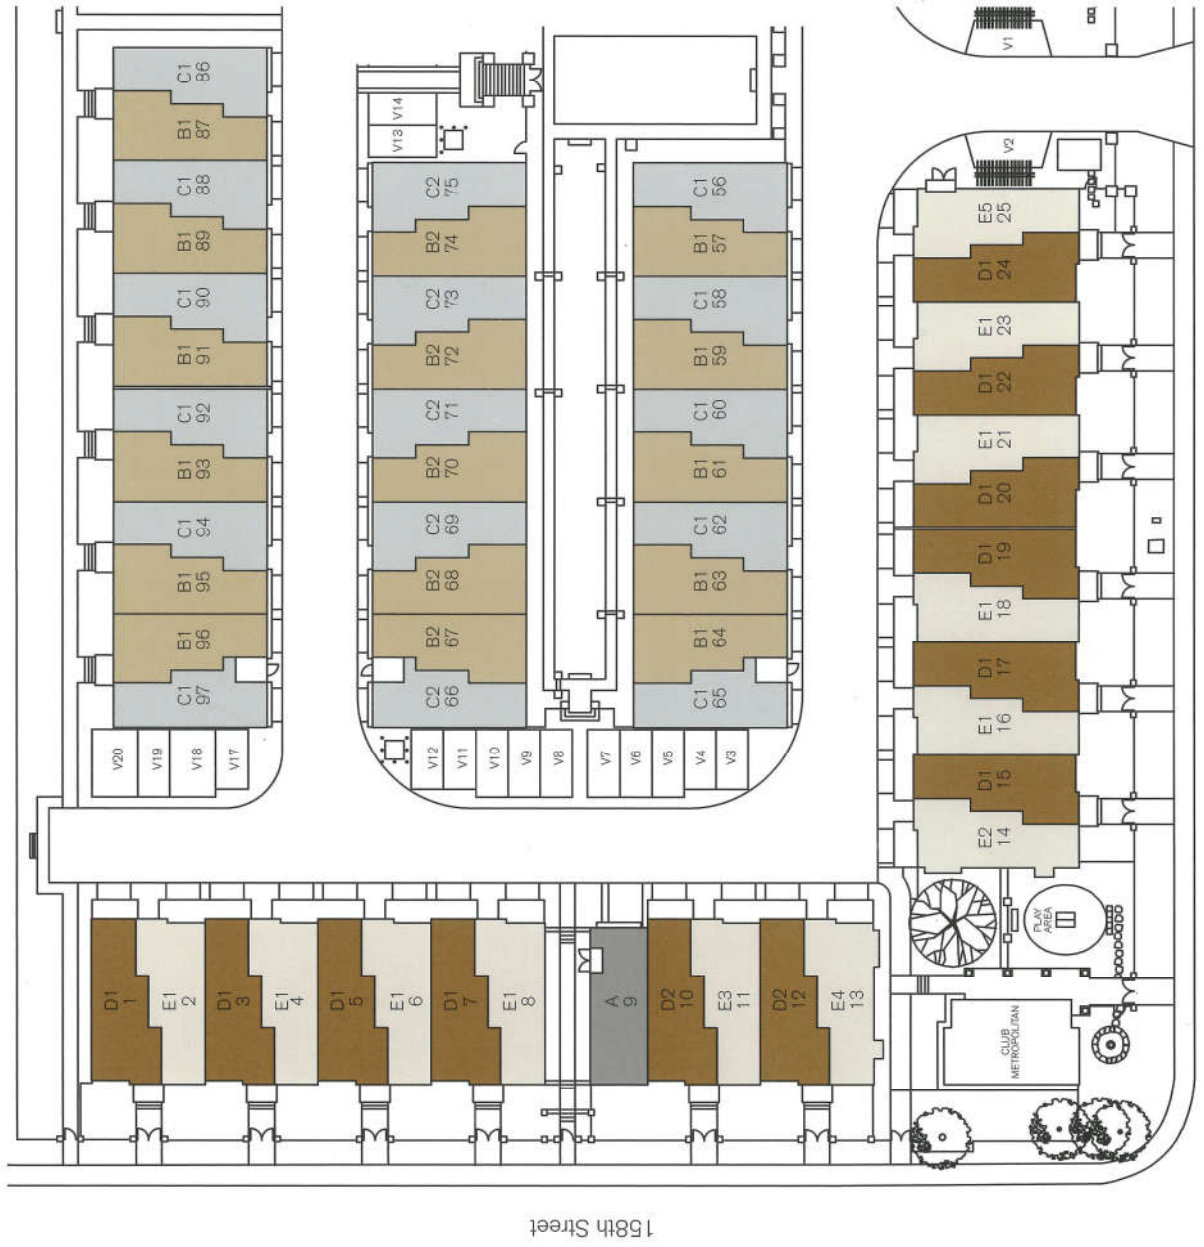 C1
86
B1
87
C1
88
B1
89
C1
90
B1
91
C1
92
B1
93
C1
94
B1
95
B1
96
C1
97
V20
V19
V18
V17
V14
V13
C2
75
B2
74
C2
73
B2
72
C2
71
B2
70
C2
69
B2
68
B2
67
C2
66
V12
V11
V10
V9
V8
V7
V6
V5
V4
V3
C1
56
B1
57
C1
58
B1
59
C1
60
B1
61
C1
62
B1
63
B1
64
C1
65
V1
V2
E5
25
D1
24
E1
23
D1
22
E1
21
D1
20
D1
19
E1
18
D1
17
E1
16
D1
15
E2
14
PLAY
AREA
CLUB
METROPOLITAN
D1
1
E1
2
D1
3
E1
4
D1
5
E1
6
D1
7
E1
8
A
9
D2
10
E3
11
D2
12
E4
13
158th Street